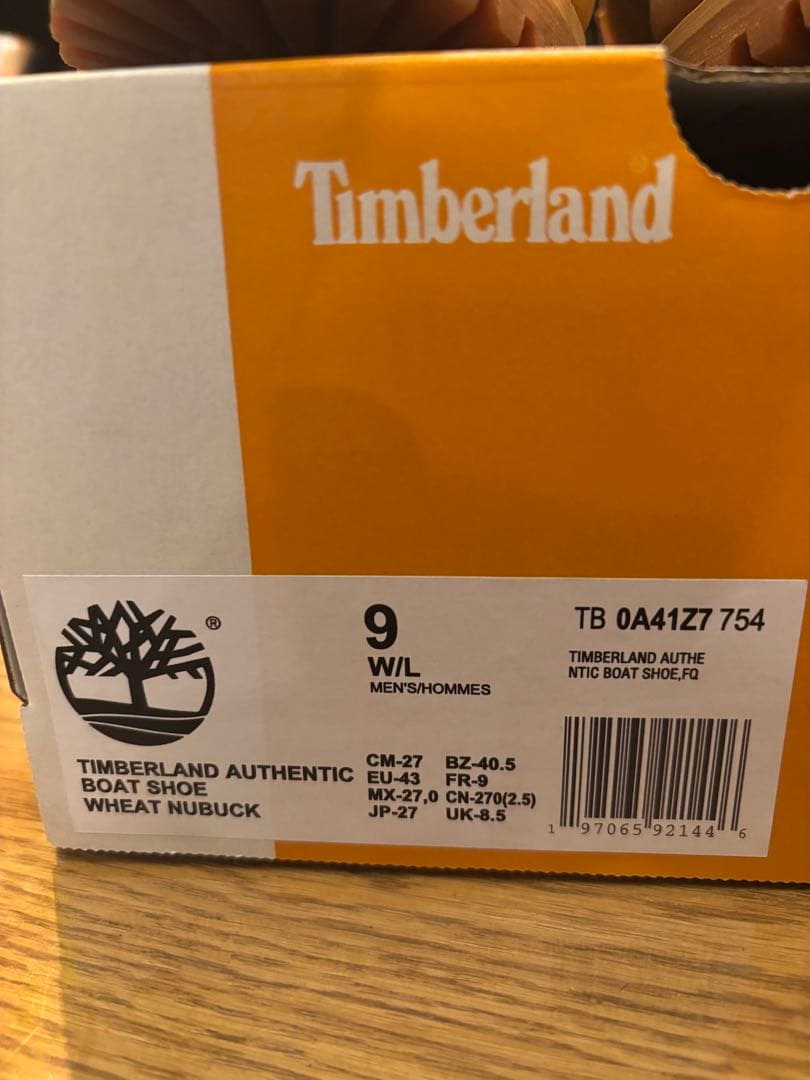 Timberland
®
9
W/L
MEN'S/HOMMES
TB 0A41Z7 754
TIMBERLAND AUTHE
NTIC BOAT SHOE,FQ
TIMBERLAND AUTHENTIC
BOAT SHOE
WHEAT NUBUCK
CM-27 BZ-40.5
EU-43 FR-9
MX-27,0 CN-270(2.5)
JP-27 UK-8.5
1 97065 92144 6